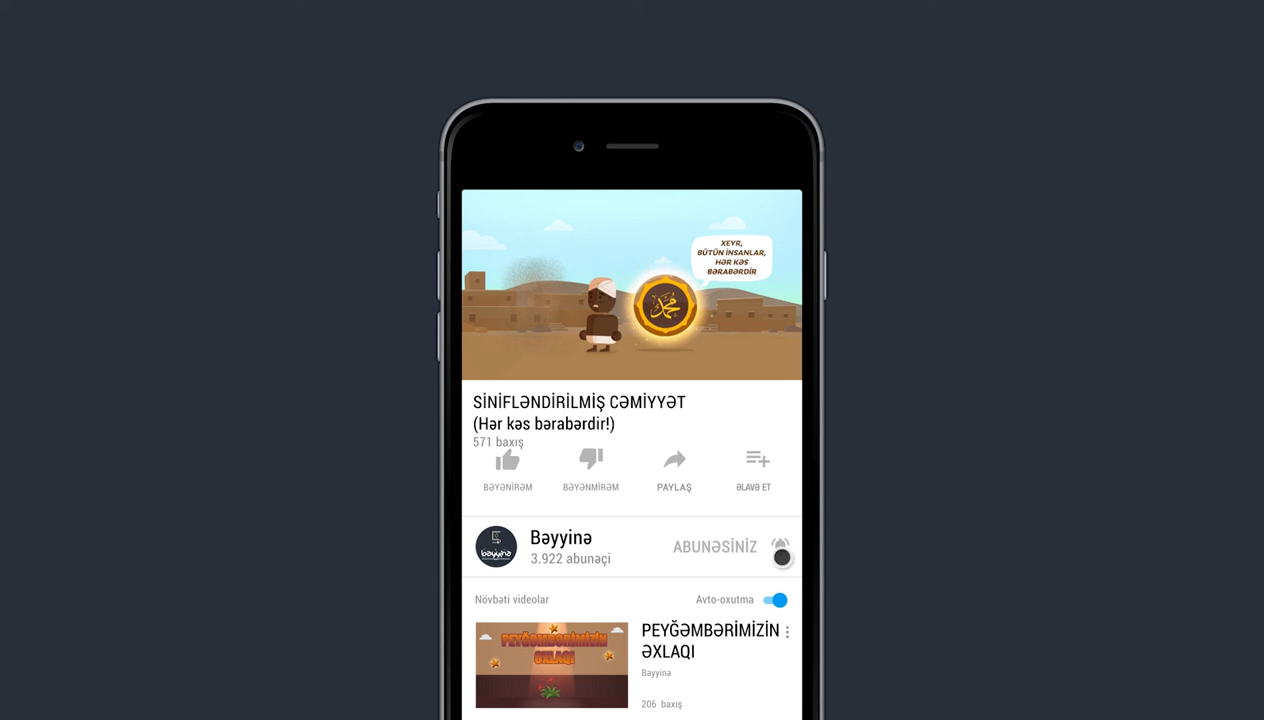 XEYR,
BÜTÜN İNSANLAR,
HƏR KƏS
BƏRABƏRDİR
محمد
SİNİFLƏNDİRİLMİŞ CƏMİYYƏT
(Hər kəs bərabərdir!)
571 baxış
BƏYƏNİRƏM BƏYƏNMİRƏM PAYLAŞ ƏLAVƏ ET
bəyyinə
Bəyyinə
3.922 abunəçi
ABUNƏSİNİZ
Növbəti videolar Avto-oxutma
PEYĞƏMBƏRİMİZİN
ƏXLAQI
PEYĞƏMBƏRİMİZİN
ƏXLAQI
Bəyyinə
206 baxış